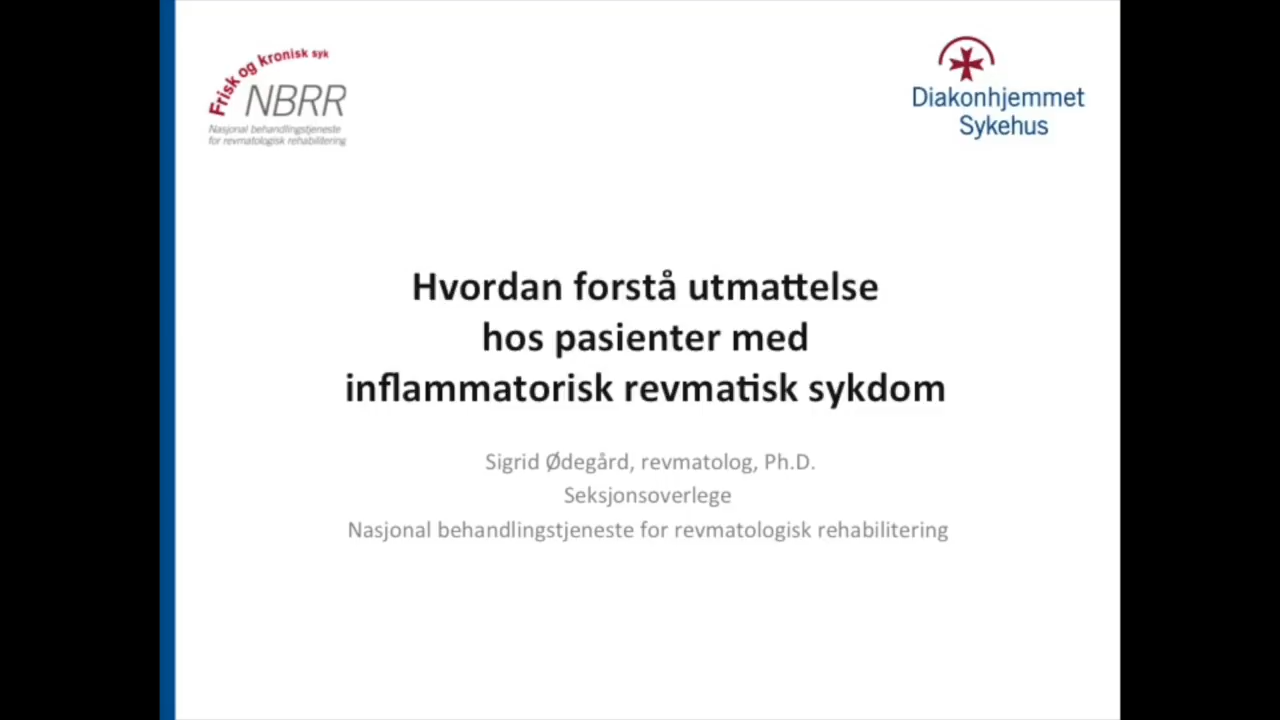 Frisk og kronisk syk
NBRR
Nasjonal behandlingstjeneste
for revmatologisk rehabilitering
Diakonhjemmet
Sykehus
Hvordan forstå utmattelse
hos pasienter med
inflammatorisk revmatisk sykdom
Sigrid Ødegård, revmatolog, Ph.D.
Seksjonsoverlege
Nasjonal behandlingstjeneste for revmatologisk rehabilitering